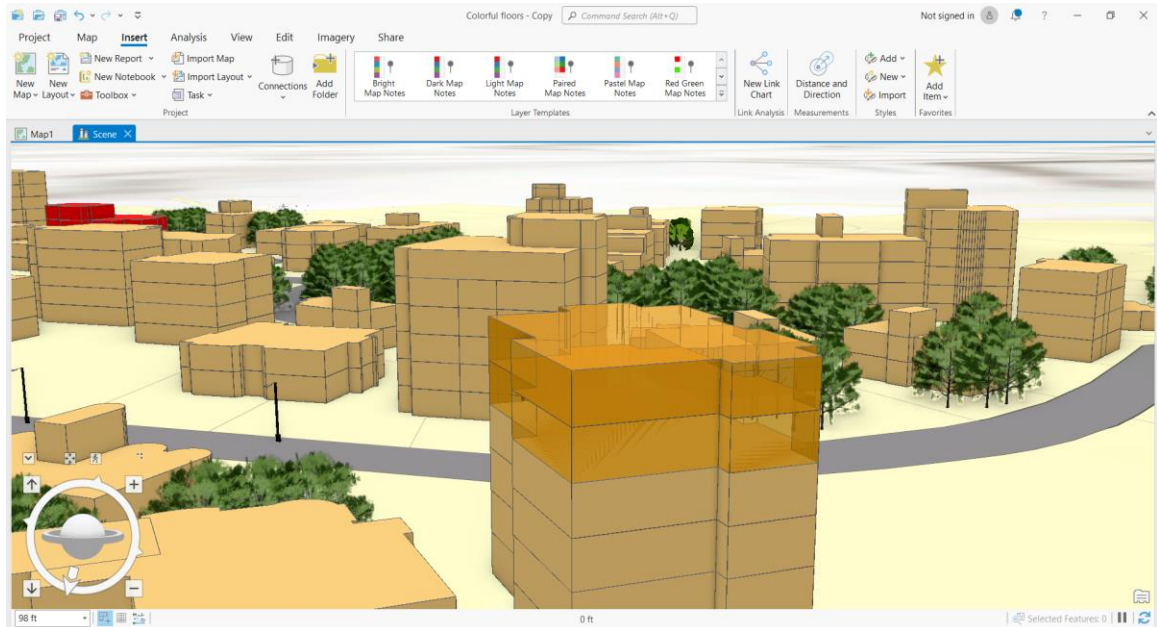 Colorful floors - Copy
Command Search (Alt+Q)
Not signed in
?
Project Map Insert Analysis View Edit Imagery Share
New Map
New Layout
New Report
New Notebook
Toolbox
Import Map
Import Layout
Task
Connections
Add Folder
Project
Bright Map Notes
Dark Map Notes
Light Map Notes
Paired Map Notes
Pastel Map Notes
Red Green Map Notes
Layer Templates
New Link Chart
Link Analysis
Distance and Direction
Measurements
Add
New
Import
Styles
Add Item
Favorites
Map1
Scene
98 ft
0 ft
Selected Features: 0